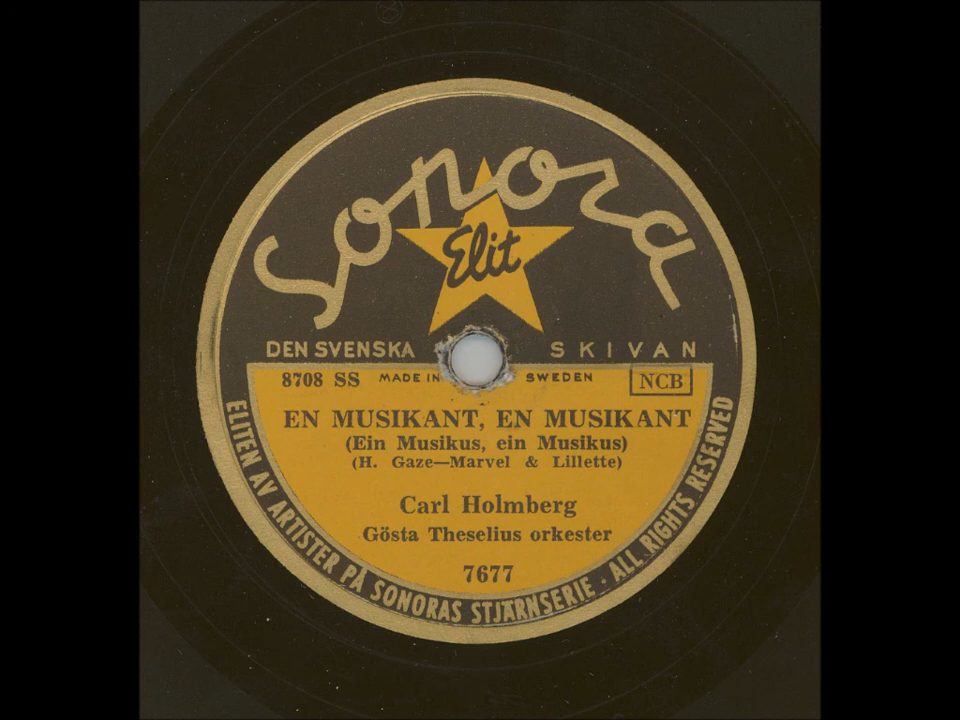 Sonora
Elit
DEN SVENSKA SKIVAN
8708 SS MADE IN SWEDEN NCB
EN MUSIKANT, EN MUSIKANT
(Ein Musikus, ein Musikus)
(H. Gaze—Marvel & Lillette)
Carl Holmberg
Gösta Theselius orkester
7677
ELITEN AV ARTISTER PÅ SONORAS STJÄRNSERIE · ALL RIGHTS RESERVED